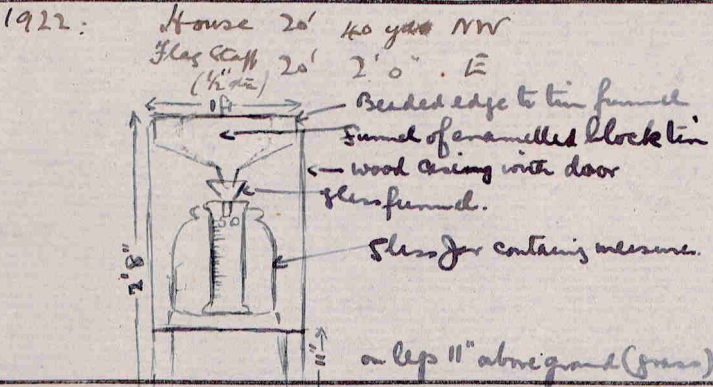 1922: House 20' 40 yds NW
Flag Staff 20' 2' 0" . E
(½" dia)
1 ft
Beaded edge to tin funnel
Funnel of enamelled block tin
Wood casing with door
glass funnel.
Glass Jar containing measure.
2' 8"
11"
on legs 11" above ground (grass)